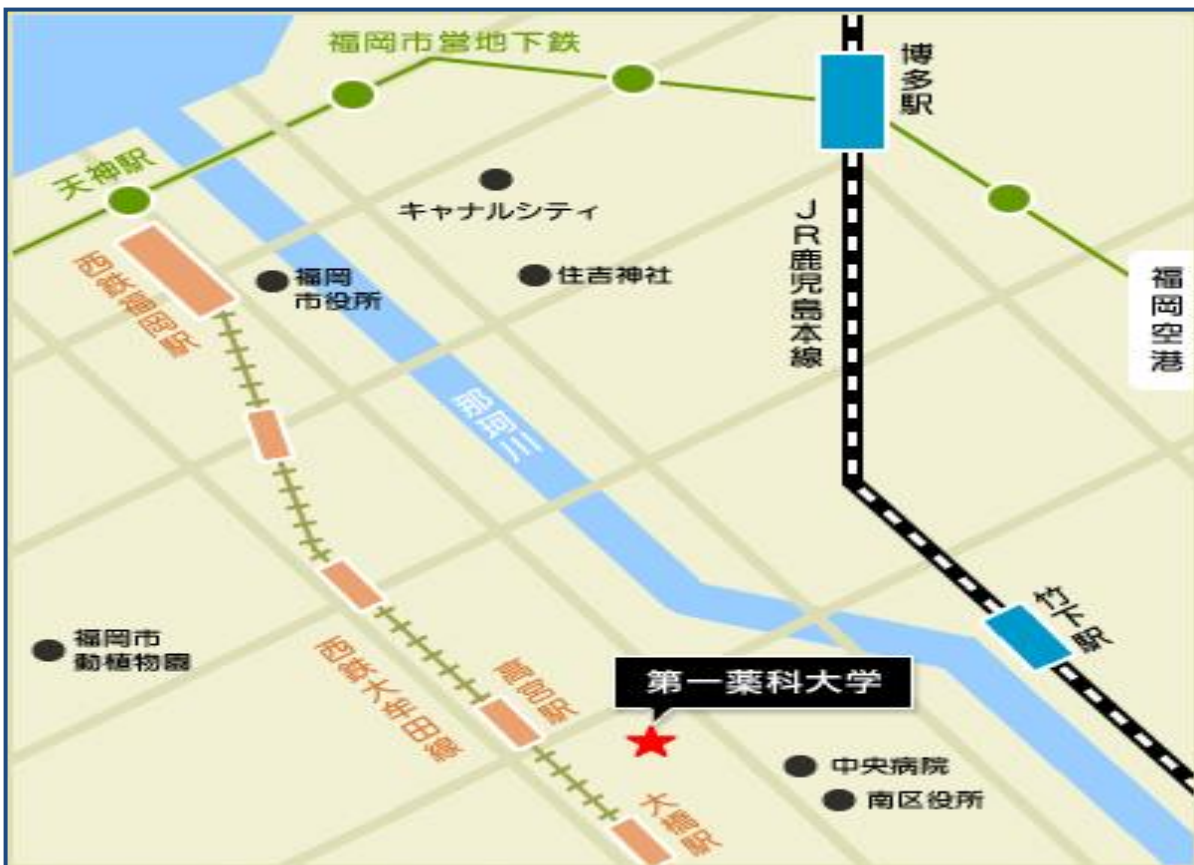 福岡市営地下鉄
博多駅
天神駅
キャナルシティ
JR鹿児島本線
西鉄福岡駅
福岡
市役所
住吉神社
福岡空港
那珂川
竹下駅
福岡市
動植物園
西鉄大牟田線
高宮駅
第一薬科大学
中央病院
南区役所
大橋駅